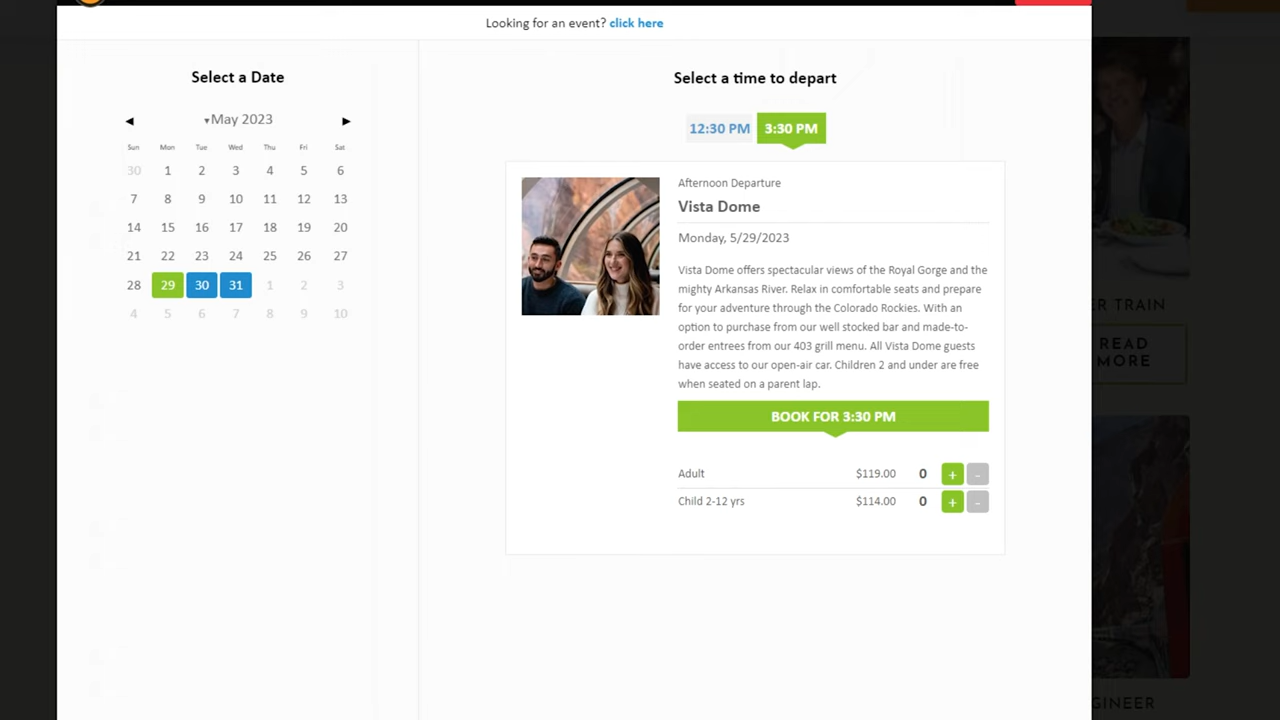 Looking for an event? click here
Select a Date
▾May 2023
Sun Mon Tue Wed Thu Fri Sat
30 1 2 3 4 5 6
7 8 9 10 11 12 13
14 15 16 17 18 19 20
21 22 23 24 25 26 27
28 29 30 31 1 2 3
4 5 6 7 8 9 10
Select a time to depart
12:30 PM 3:30 PM
Afternoon Departure
Vista Dome
Monday, 5/29/2023
Vista Dome offers spectacular views of the Royal Gorge and the
mighty Arkansas River. Relax in comfortable seats and prepare
for your adventure through the Colorado Rockies. With an
option to purchase from our well stocked bar and made-to-
order entrees from our 403 grill menu. All Vista Dome guests
have access to our open-air car. Children 2 and under are free
when seated on a parent lap.
BOOK FOR 3:30 PM
Adult $119.00 0 + -
Child 2-12 yrs $114.00 0 + -
TRAIN
READ
MORE